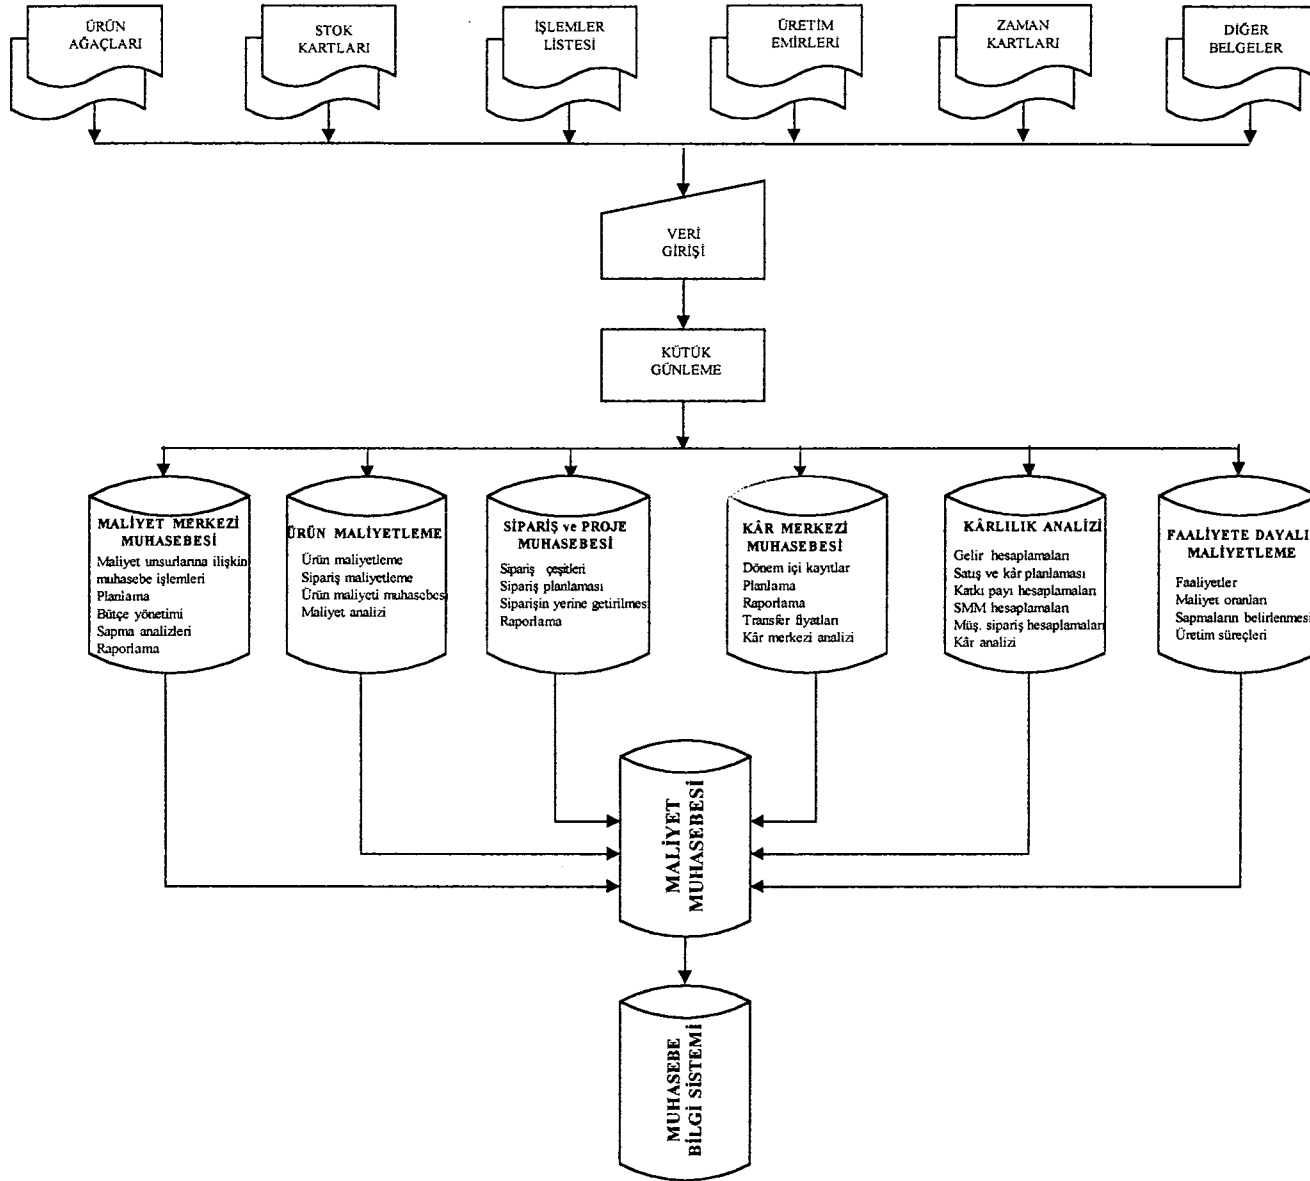 ÜRÜN
AĞAÇLARI
STOK
KARTLARI
İŞLEMLER
LİSTESİ
ÜRETİM
EMİRLERİ
ZAMAN
KARTLARI
DİĞER
BELGELER
VERİ
GİRİŞİ
KÜTÜK
GÜNLEME
MALİYET MERKEZİ
MUHASEBESİ
Maliyet unsurlarına ilişkin
muhasebe işlemleri
Planlama
Bütçe yönetimi
Sapma analizleri
Raporlama
ÜRÜN MALİYETLEME
Ürün maliyetleme
Sipariş maliyetleme
Ürün maliyeti muhasebes
Maliyet analizi
SİPARİŞ ve PROJE
MUHASEBESİ
Sipariş çeşitleri
Sipariş planlaması
Siparişin yerine getirilmes
Raporlama
KÂR MERKEZİ
MUHASEBESİ
Dönem içi kayıtlar
Planlama
Raporlama
Transfer fiyatları
Kâr merkezi analizi
KÂRLILIK ANALİZİ
Gelir hesaplamaları
Satış ve kâr planlaması
Katkı payı hesaplamaları
SMM hesaplamaları
Müş. sipariş hesaplamaları
Kâr analizi
FAALİYETE DAYALI
MALİYETLEME
Faaliyetler
Maliyet oranları
Sapmaların belirlenmesi
Üretim süreçleri
MALİYET
MUHASEBESİ
MUHASEBE
BİLGİ SİSTEMİ